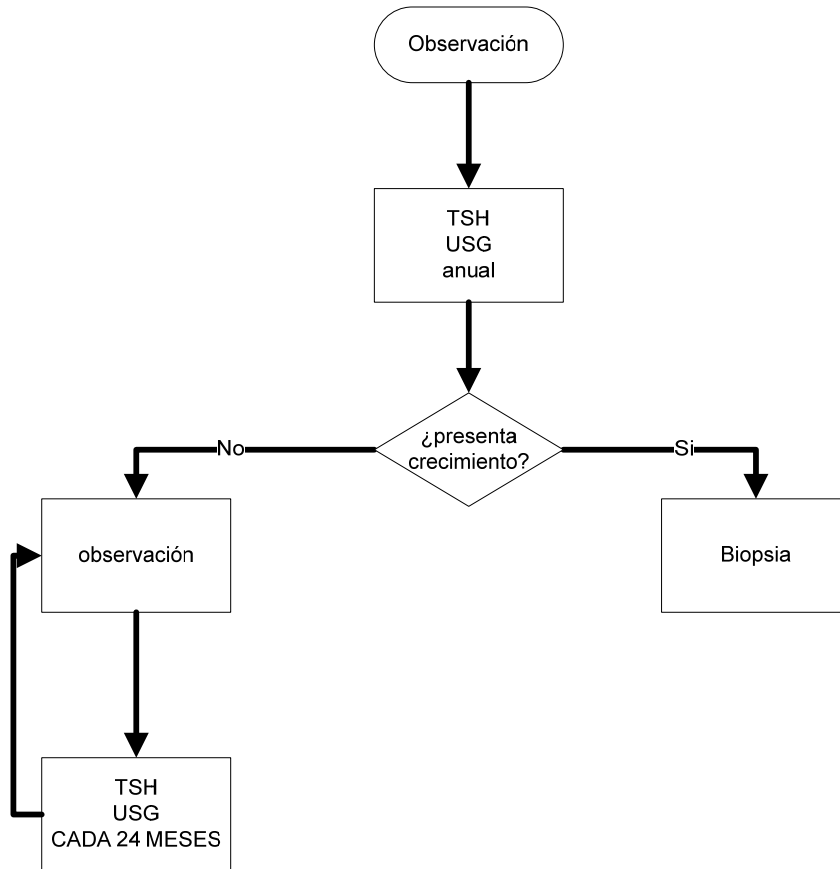 Observación
TSH
USG
anual
¿presenta
crecimiento?
No
Si
observación
Biopsia
TSH
USG
CADA 24 MESES